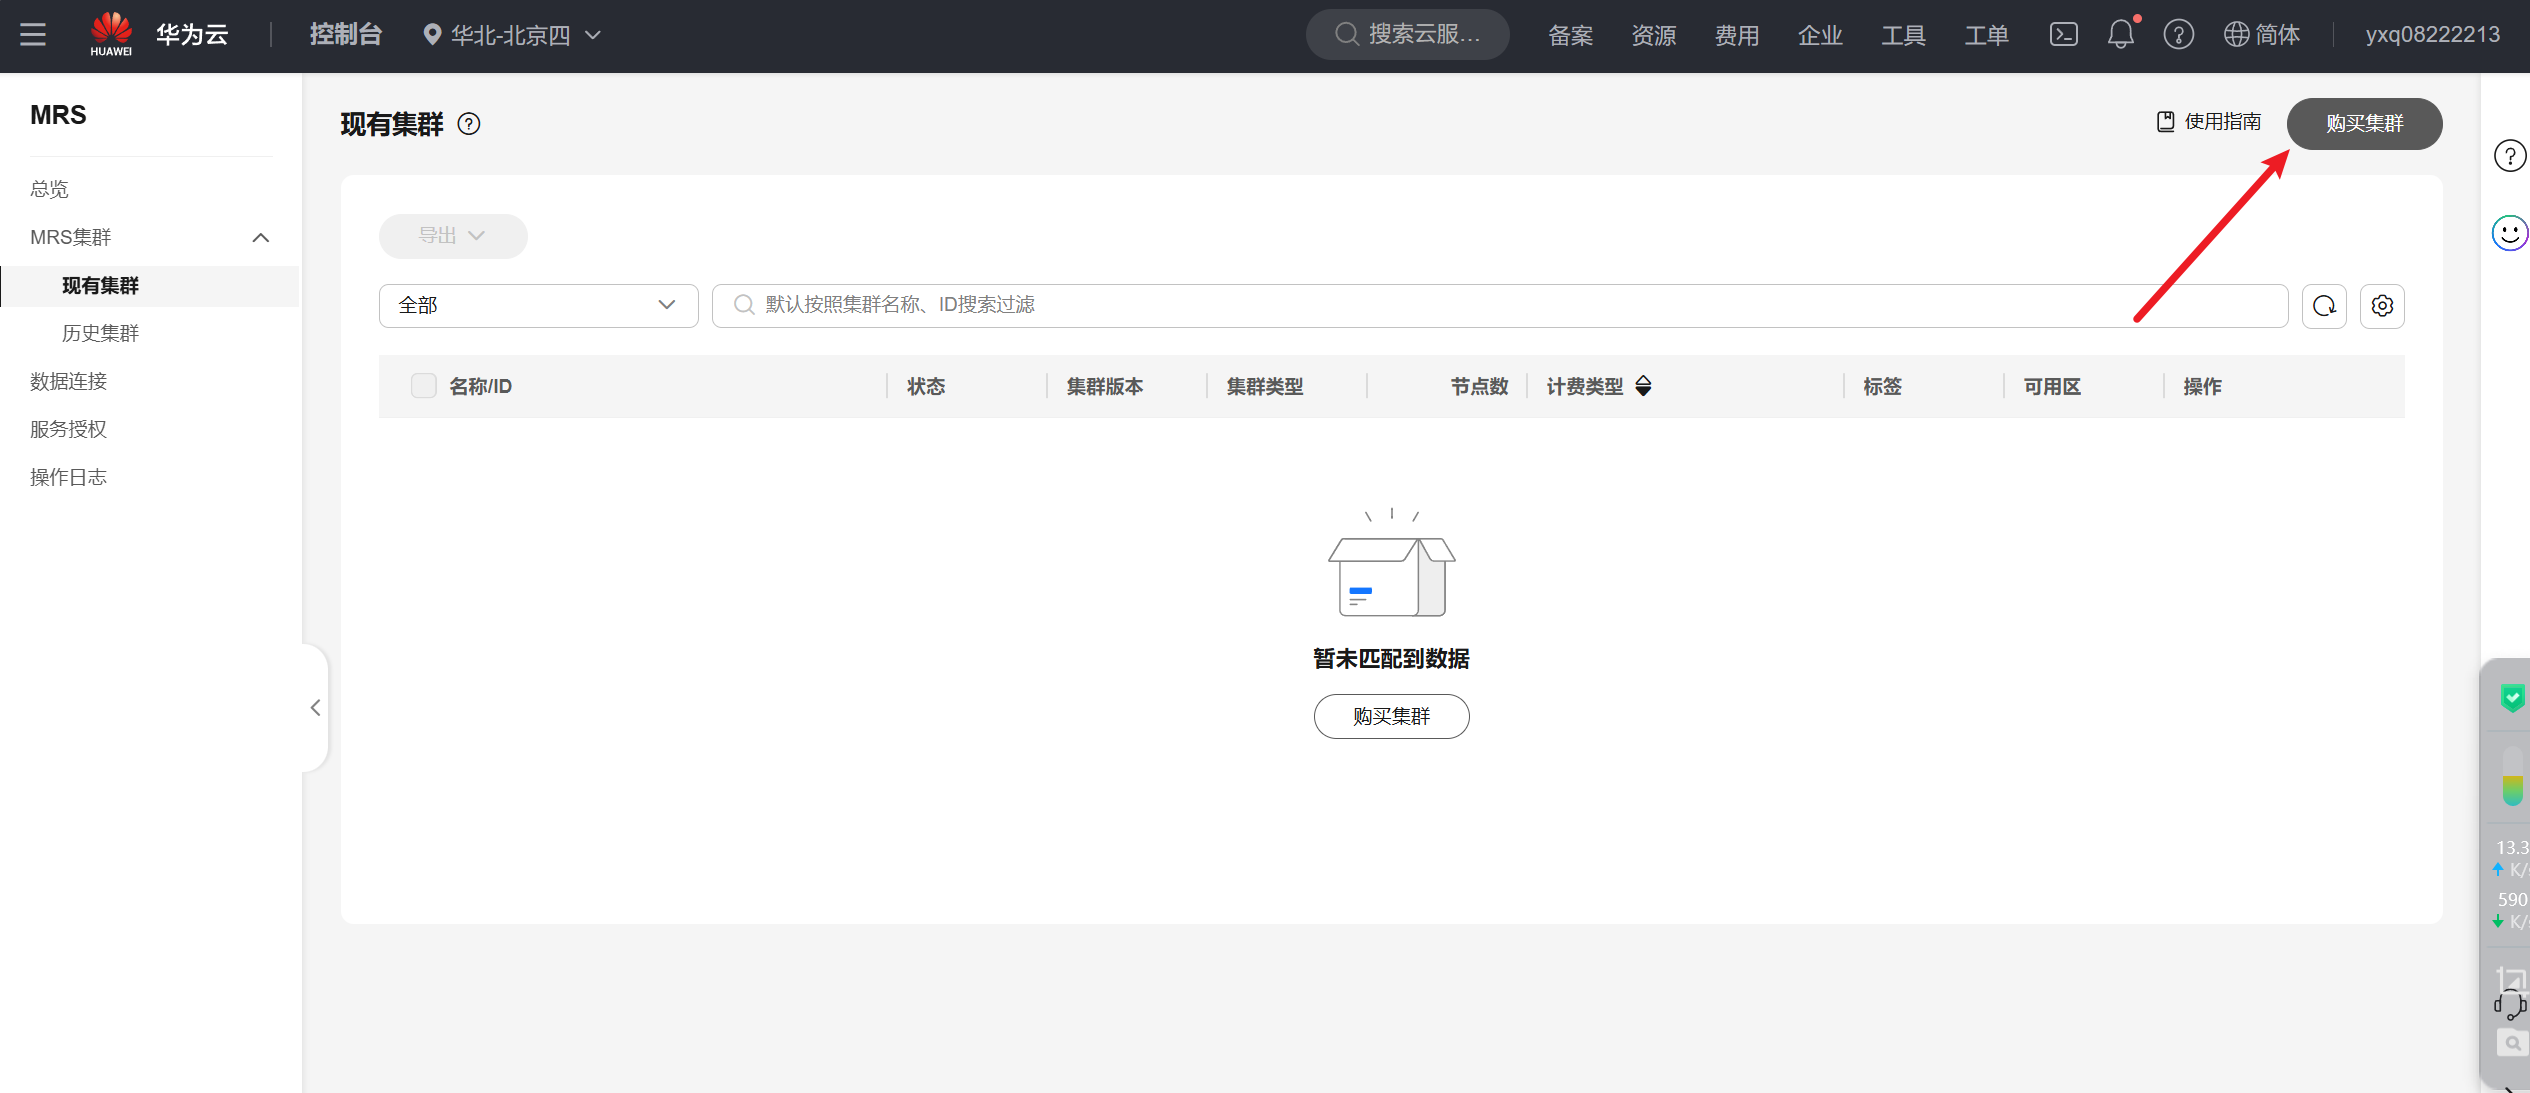 HUAWEI 华为云 控制台 华北-北京四 搜索云服... 备案 资源 费用 企业 工具 工单 简体 yxq08222213
MRS
总览
MRS集群
现有集群
历史集群
数据连接
服务授权
操作日志
现有集群 使用指南 购买集群
导出
全部 默认按照集群名称、ID搜索过滤
名称/ID 状态 集群版本 集群类型 节点数 计费类型 标签 可用区 操作
暂未匹配到数据
购买集群
13.3
K/
590
K/